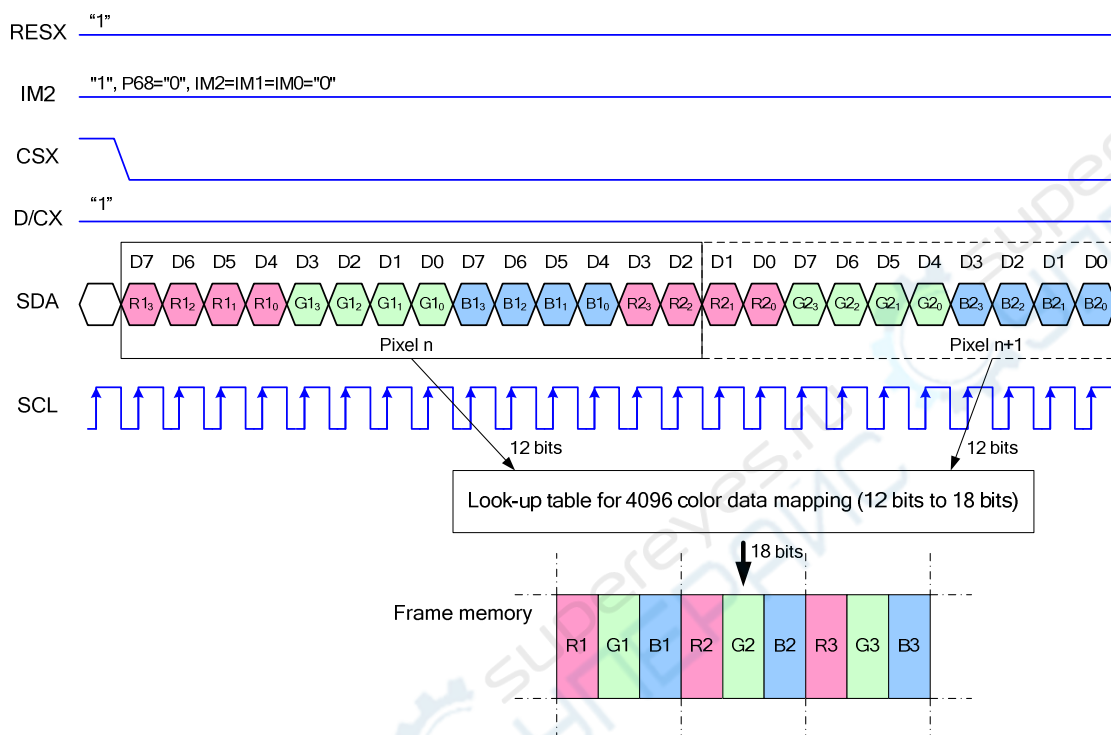 RESX "1"
IM2 "1", P68="0", IM2=IM1=IM0="0"
CSX
D/CX "1"
D7 D6 D5 D4 D3 D2 D1 D0 D7 D6 D5 D4 D3 D2 D1 D0 D7 D6 D5 D4 D3 D2 D1 D0
SDA R1₃ R1₂ R1₁ R1₀ G1₃ G1₂ G1₁ G1₀ B1₃ B1₂ B1₁ B1₀ R2₃ R2₂ R2₁ R2₀ G2₃ G2₂ G2₁ G2₀ B2₃ B2₂ B2₁ B2₀
Pixel n Pixel n+1
SCL
12 bits 12 bits
Look-up table for 4096 color data mapping (12 bits to 18 bits)
18 bits
Frame memory
R1 G1 B1 R2 G2 B2 R3 G3 B3
supereyes.ru